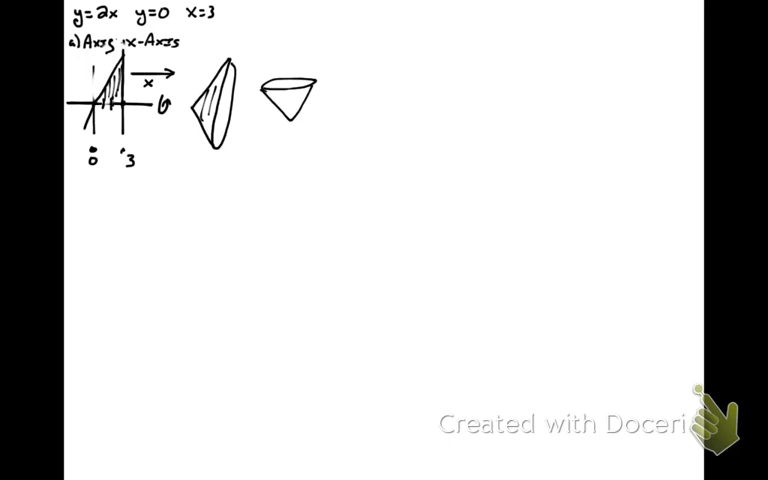 y=2x y=0 x=3
a) Axis x-Axis
x
0 3
Created with Doceri